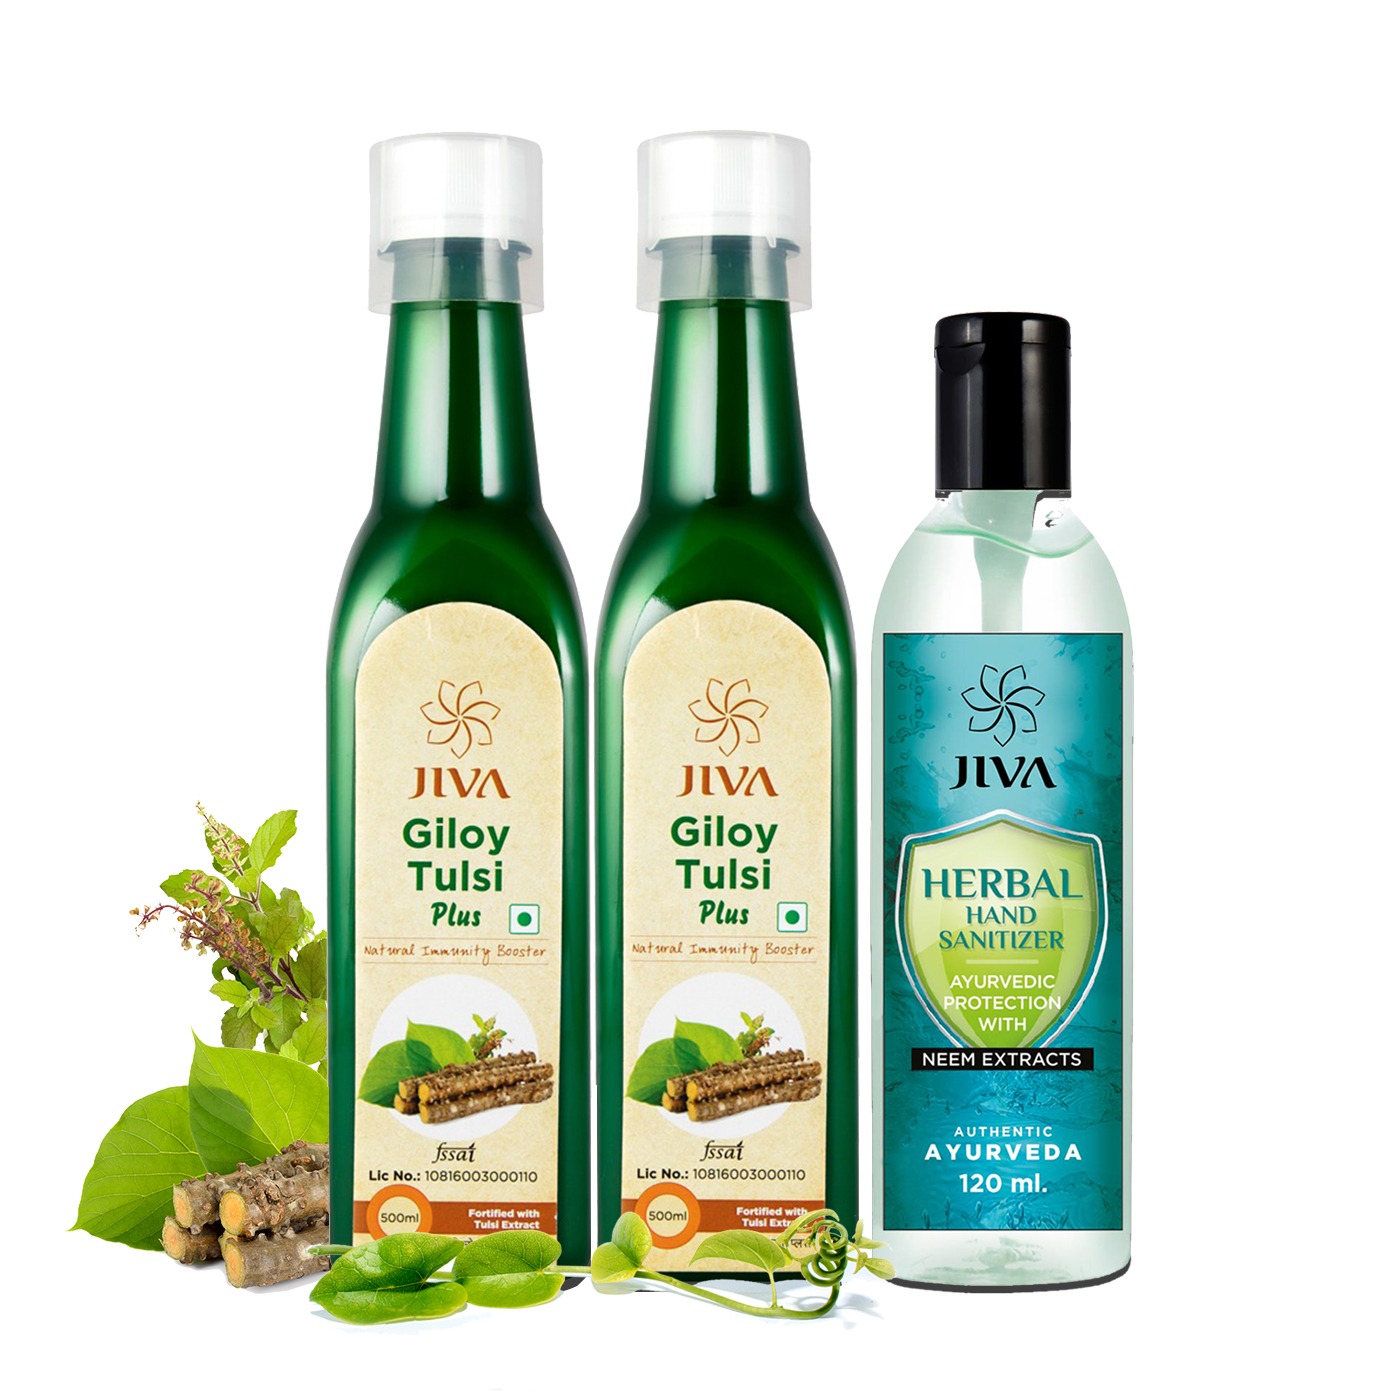 JIVA
Giloy
Tulsi
Plus
Natural Immunity Booster
fssai
Lic No.: 10816003000110
500ml
Fortified with
Tulsi Extract
JIVA
Giloy
Tulsi
Plus
Natural Immunity Booster
fssai
Lic No.: 10816003000110
500ml
Fortified with
Tulsi
JIVA
HERBAL
HAND
SANITIZER
AYURVEDIC
PROTECTION
WITH
NEEM EXTRACTS
AUTHENTIC
AYURVEDA
120 ml.